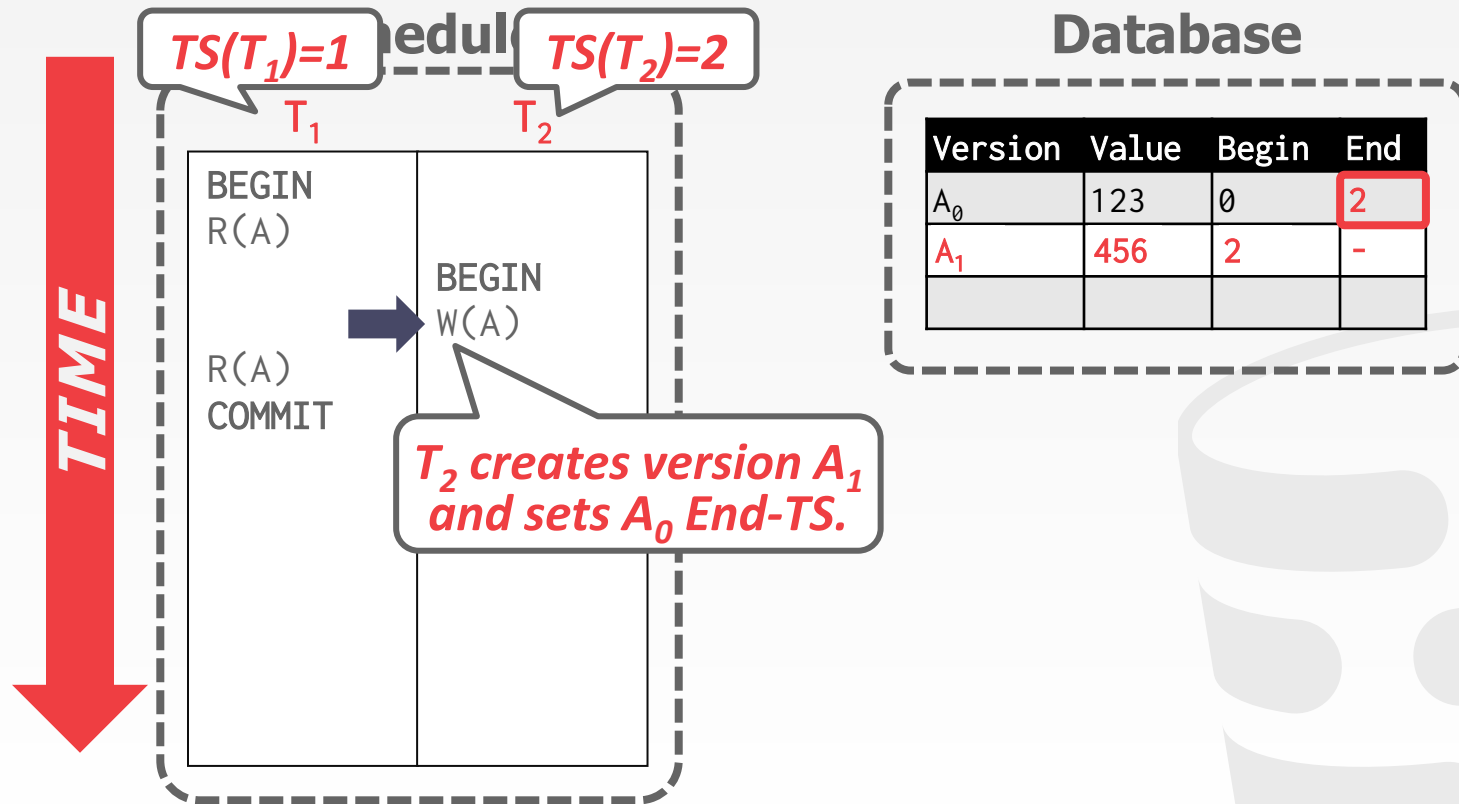 TS(T₁)=1
hedul
TS(T₂)=2
Database
T₁
T₂
BEGIN
R(A)
R(A)
COMMIT
BEGIN
W(A)
T₂ creates version A₁
and sets A₀ End-TS.
TIME
Version Value Begin End
A₀ 123 0 2
A₁ 456 2 -